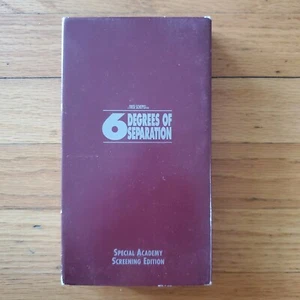 6 DEGREES OF
SEPARATION
SPECIAL ACADEMY
SCREENING EDITION